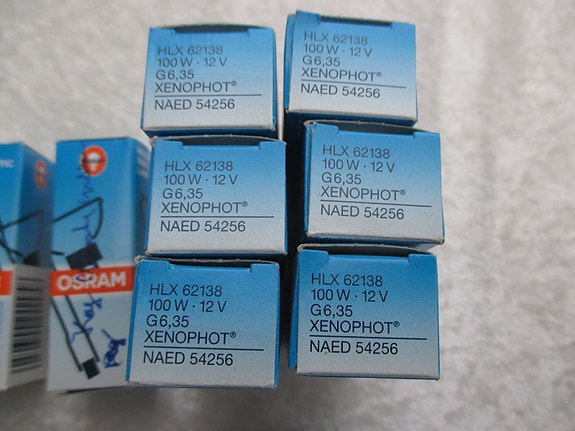 HLX 62138
100 W · 12 V
G6,35
XENOPHOT®
NAED 54256
HLX 62138
100 W · 12 V
G6,35
XENOPHOT®
NAED 54256
HLX 62138
100 W · 12 V
G6,35
XENOPHOT®
NAED 54256
HLX 62138
100 W · 12 V
G6,35
XENOPHOT®
NAED 54256
HLX 62138
100 W · 12 V
G6,35
XENOPHOT®
NAED 54256
HLX 62138
100 W · 12 V
G6,35
XENOPHOT®
NAED 54256
OSRAM